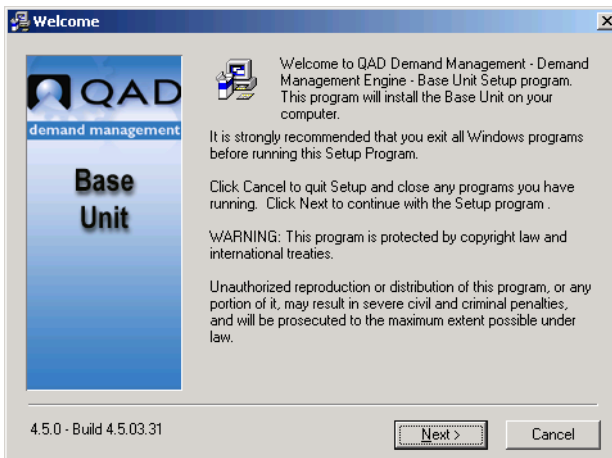 Welcome
QAD
demand management
Base
Unit
Welcome to QAD Demand Management - Demand
Management Engine - Base Unit Setup program.
This program will install the Base Unit on your
computer.
It is strongly recommended that you exit all Windows programs
before running this Setup Program.
Click Cancel to quit Setup and close any programs you have
running. Click Next to continue with the Setup program .
WARNING: This program is protected by copyright law and
international treaties.
Unauthorized reproduction or distribution of this program, or any
portion of it, may result in severe civil and criminal penalties,
and will be prosecuted to the maximum extent possible under
law.
4.5.0 - Build 4.5.03.31
Next >
Cancel